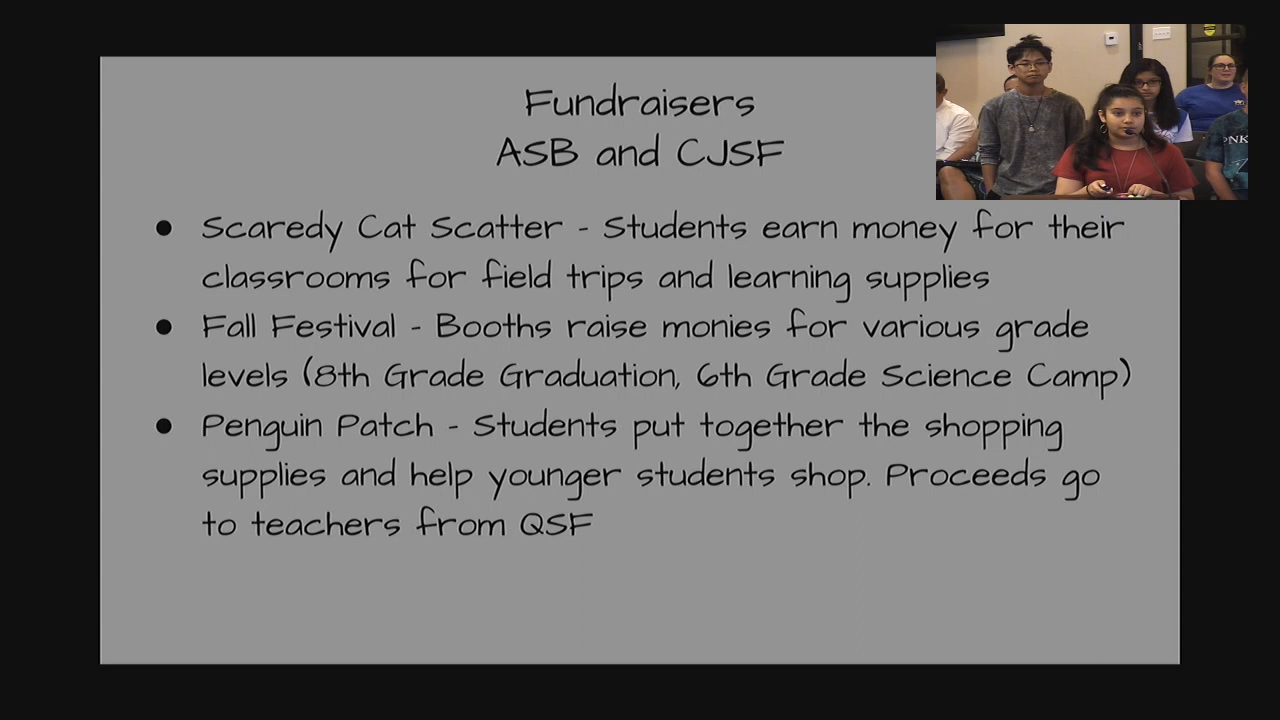 Fundraisers
ASB and CJSF
● Scaredy Cat Scatter - Students earn money for their
classrooms for field trips and learning supplies
● Fall Festival - Booths raise monies for various grade
levels (8th Grade Graduation, 6th Grade Science Camp)
● Penguin Patch - Students put together the shopping
supplies and help younger students shop. Proceeds go
to teachers from QSF